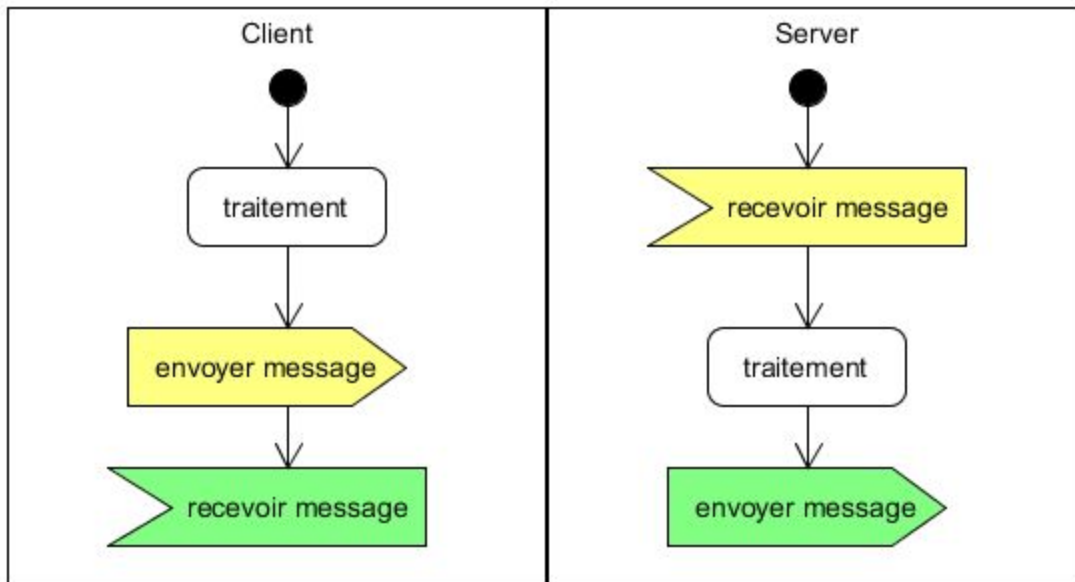 Client
traitement
envoyer message
recevoir message
Server
recevoir message
traitement
envoyer message